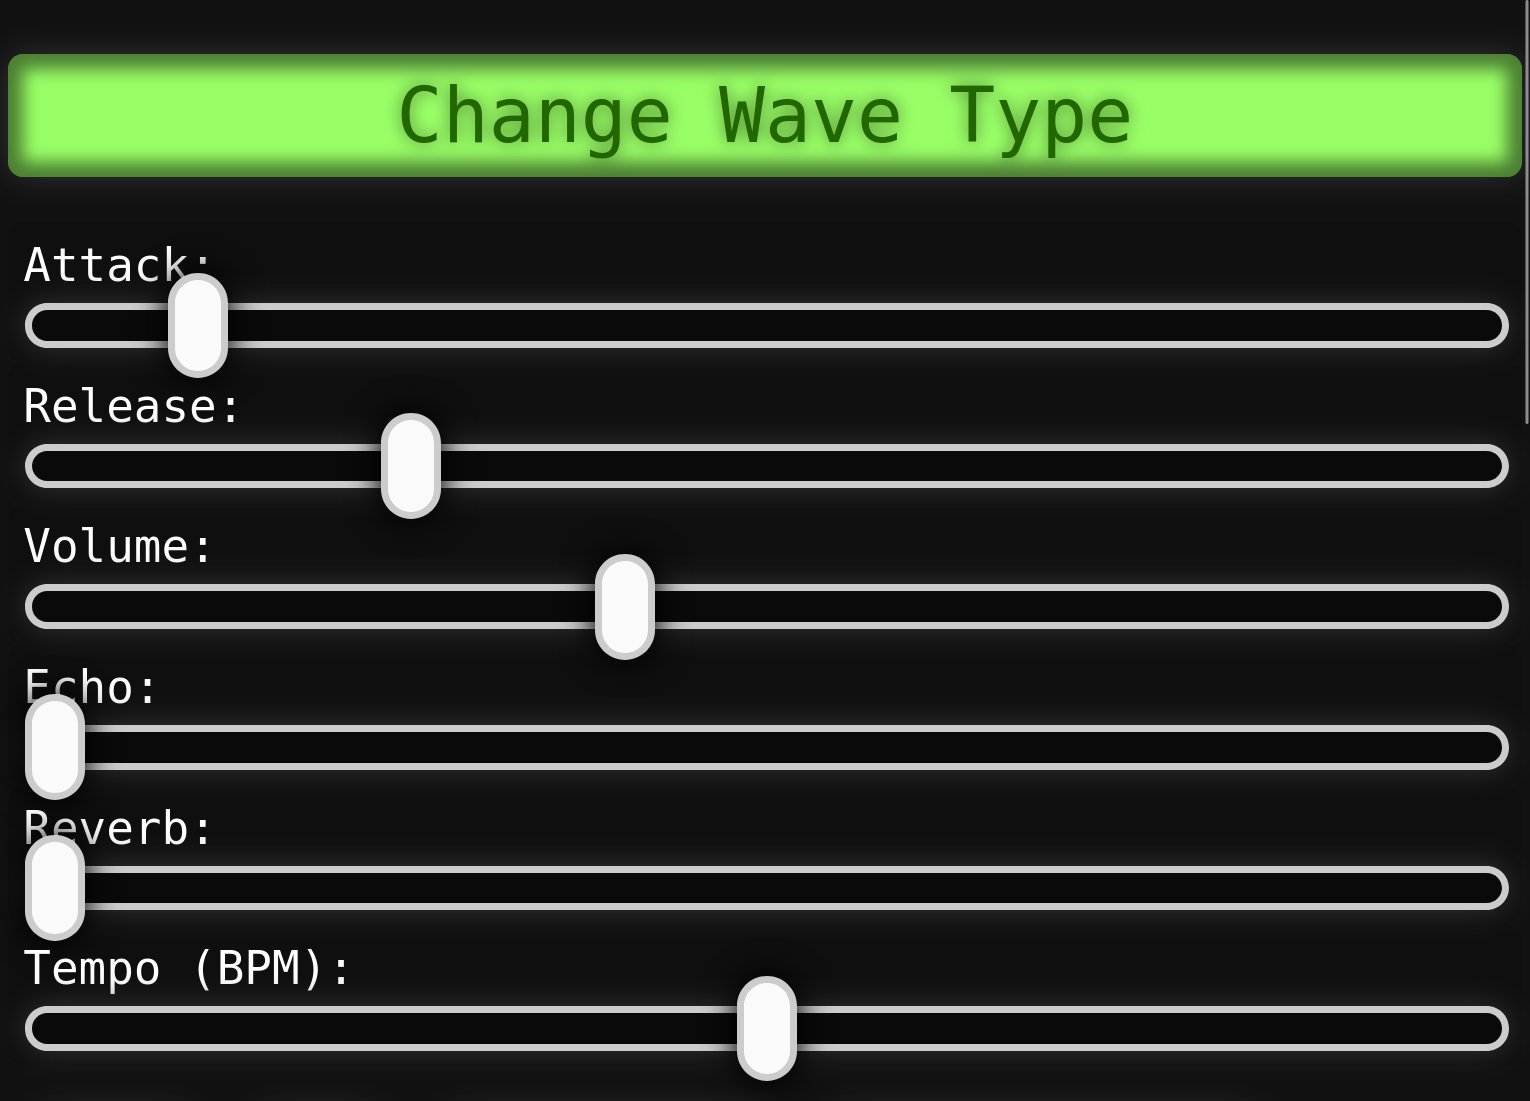 Change Wave Type
Attack:
Release:
Volume:
Echo:
Reverb:
Tempo (BPM):